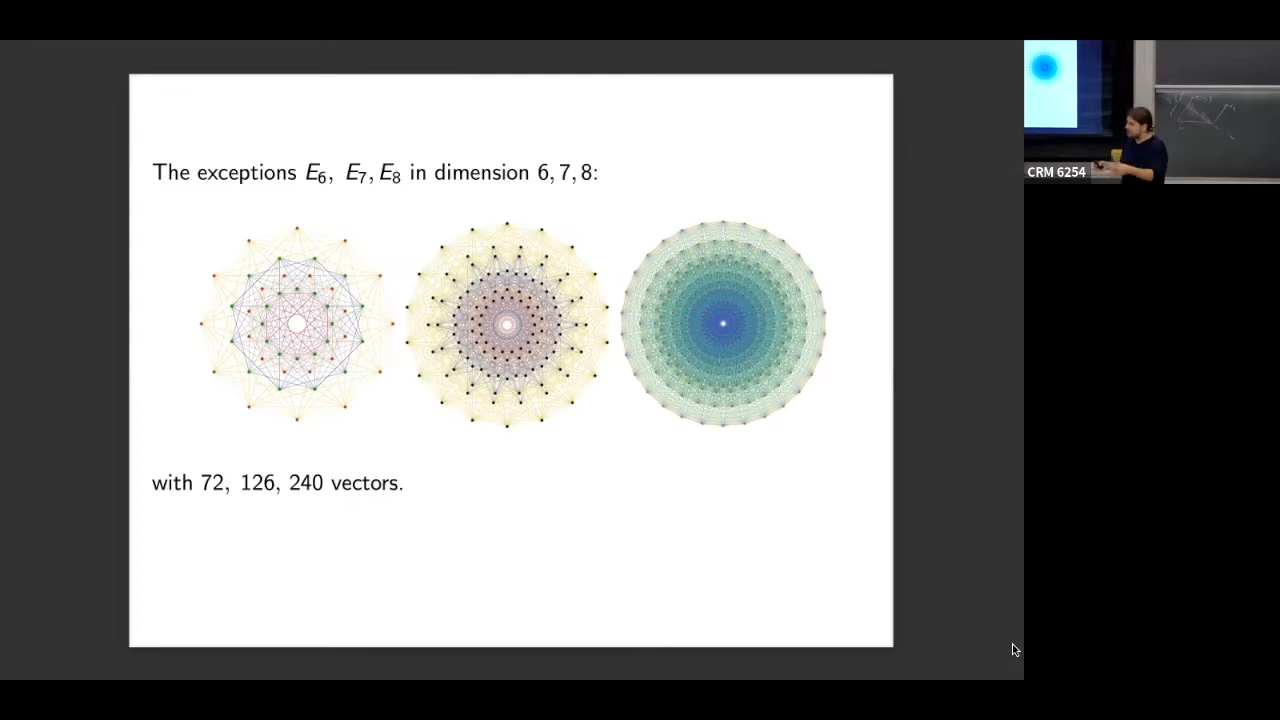 The exceptions E₆, E₇, E₈ in dimension 6, 7, 8:
with 72, 126, 240 vectors.
CRM 6254